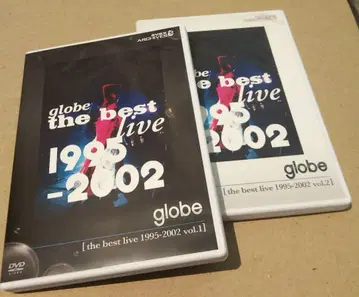 globe
the best
live
1995
-2002
globe
[the best live 1995-2002 vol.1]
DVD
the best
live
1995
2002
globe
[the best live 1995-2002 vol.2]